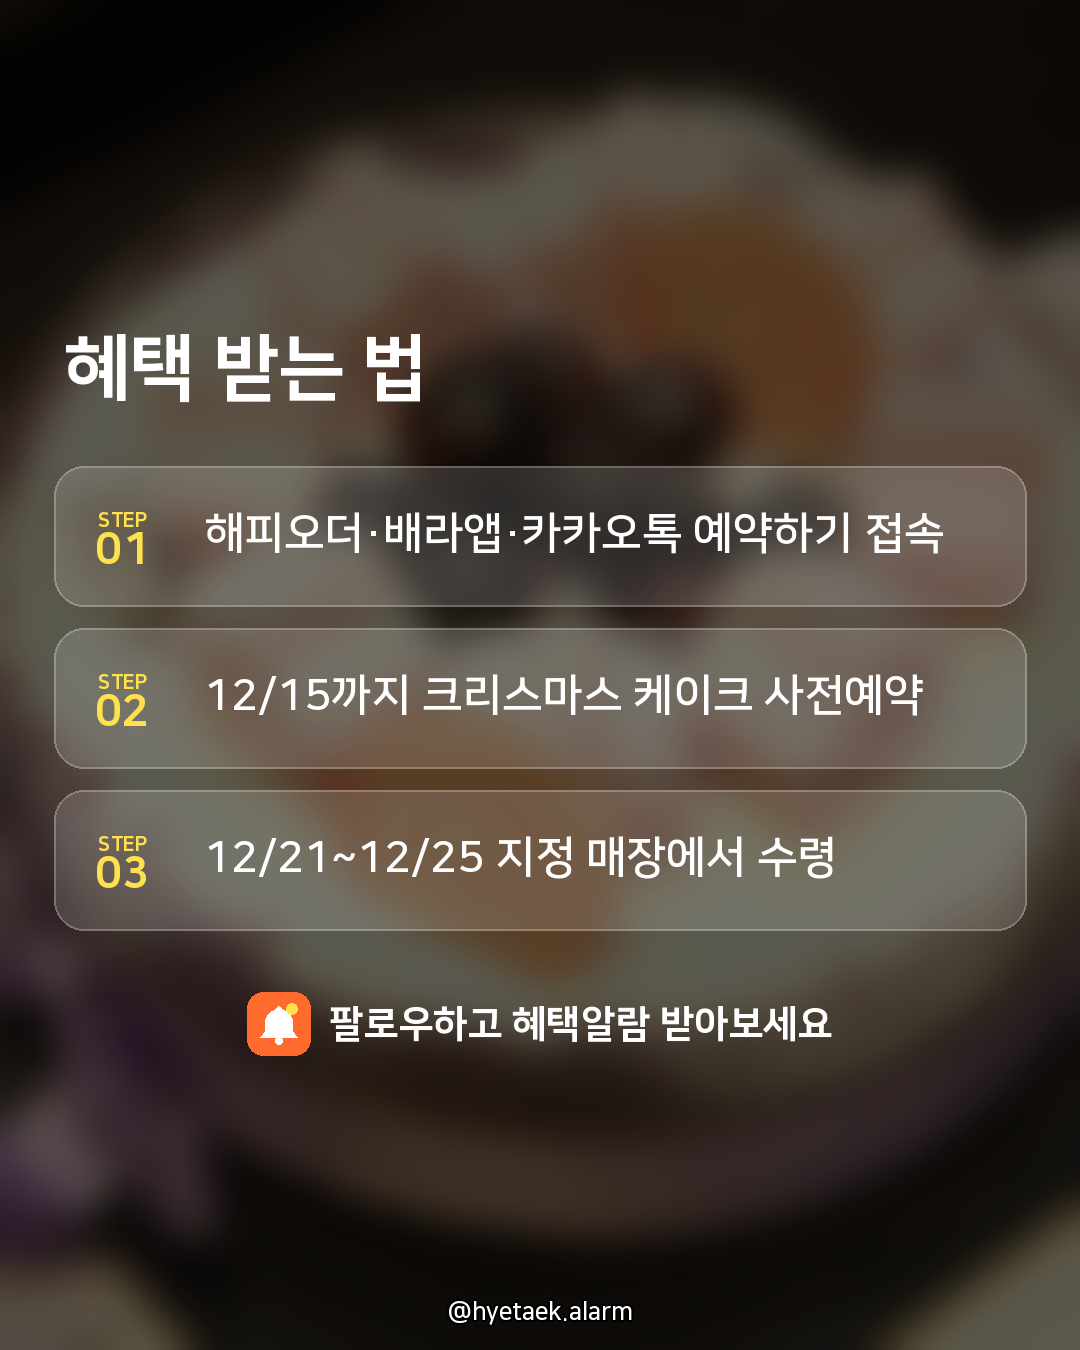 혜택 받는 법
STEP
01
해피오더·배라앱·카카오톡 예약하기 접속
STEP
02
12/15까지 크리스마스 케이크 사전예약
STEP
03
12/21~12/25 지정 매장에서 수령
팔로우하고 혜택알람 받아보세요
@hyetaek.alarm